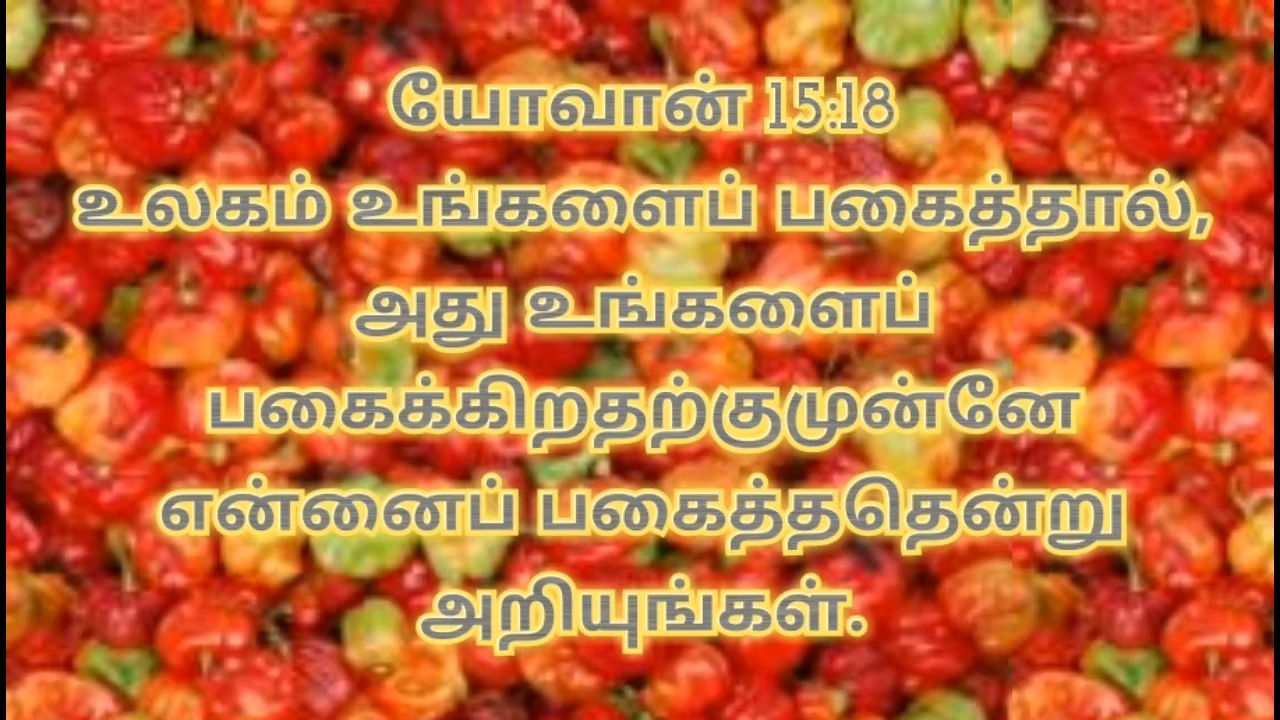 யோவான் 15:18
உலகம் உங்களைப் பகைத்தால்,
அது உங்களைப்
பகைக்கிறதற்குமுன்னே
என்னைப் பகைத்ததென்று
அறியுங்கள்.